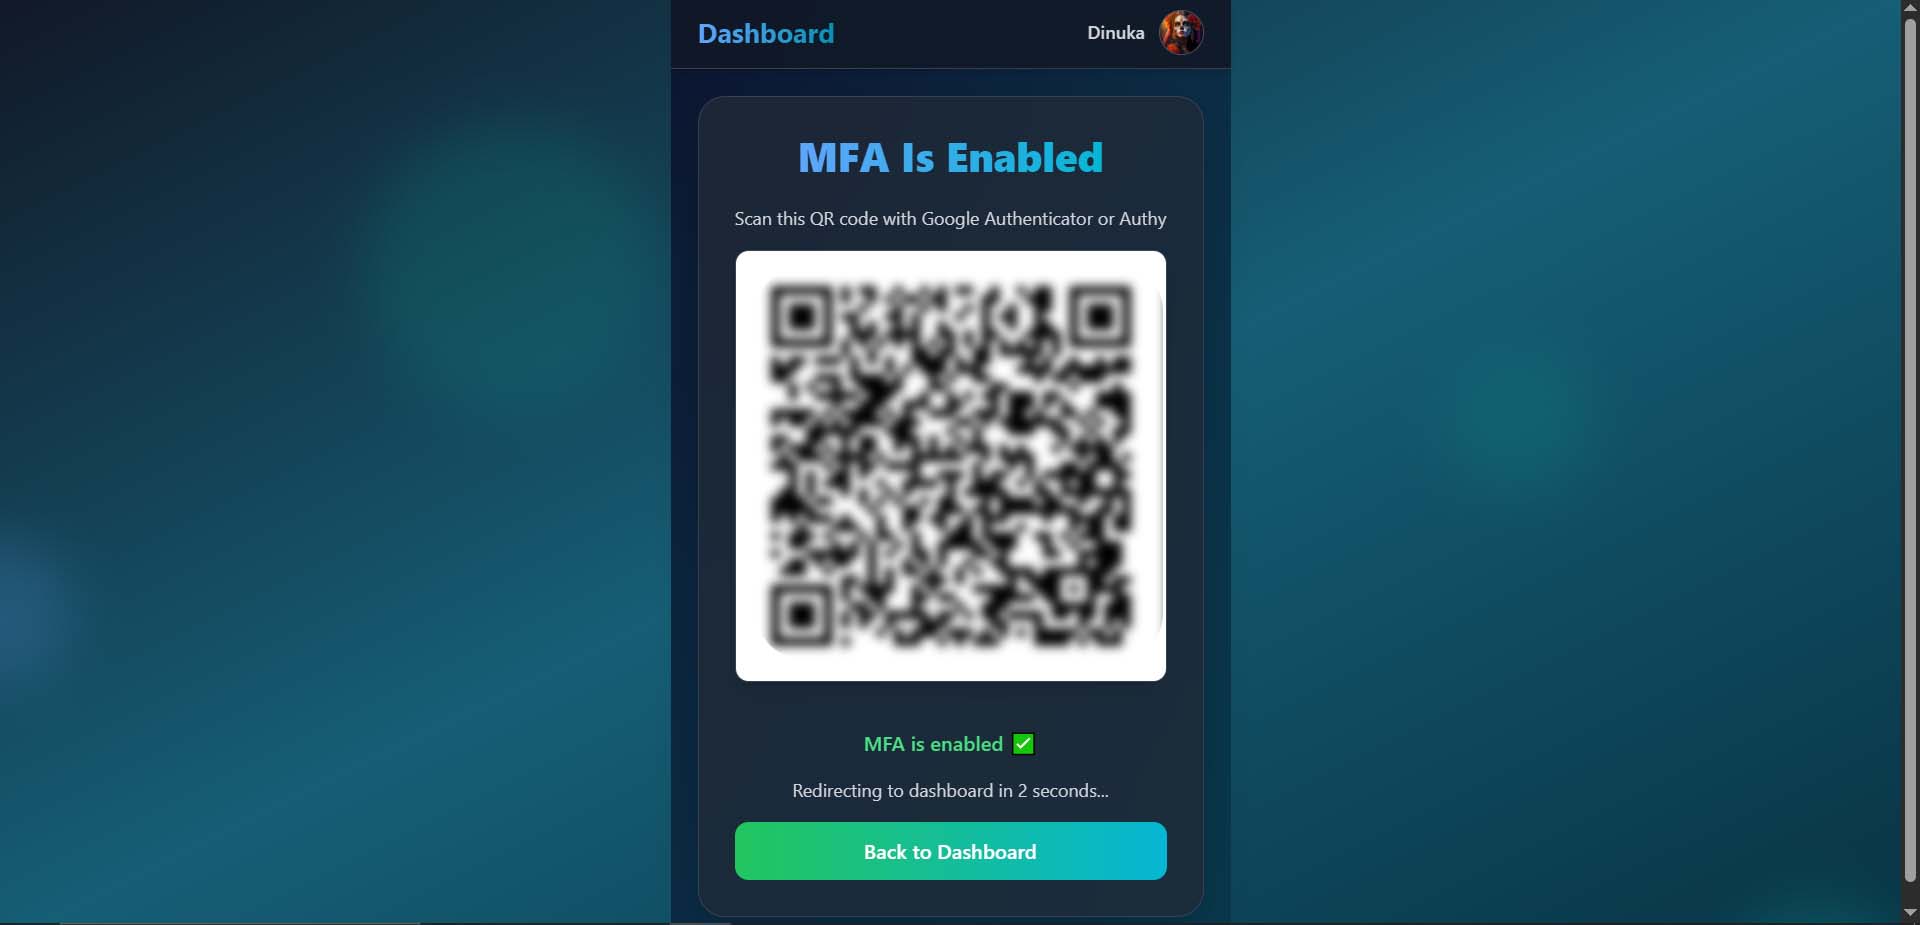 Dashboard
Dinuka
MFA Is Enabled
Scan this QR code with Google Authenticator or Authy
MFA is enabled ✅
Redirecting to dashboard in 2 seconds...
Back to Dashboard